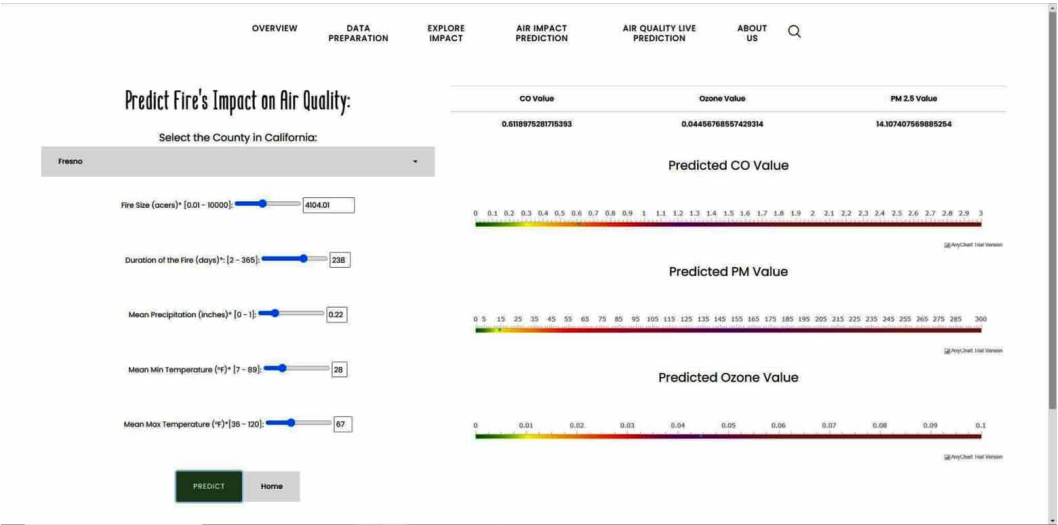 OVERVIEW
DATA PREPARATION
EXPLORE IMPACT
AIR IMPACT PREDICTION
AIR QUALITY LIVE PREDICTION
ABOUT US
Predict Fire's Impact on Air Quality:
Select the County in California:
Fresno
Fire Size (acers)* [0.01 - 10000]: 4104.01
Duration of the Fire (days)*: [2 - 365]: 238
Mean Precipitation (inches)* [0 - 1]: 0.22
Mean Min Temperature (°F)* [7 - 89]: 28
Mean Max Temperature (°F)*[36 - 120]: 67
PREDICT Home
CO Value Ozone Value PM 2.5 Value
0.6118975281715393 0.04456768557429314 14.107407569885254
Predicted CO Value
0 0.1 0.2 0.3 0.4 0.5 0.6 0.7 0.8 0.9 1 1.1 1.2 1.3 1.4 1.5 1.6 1.7 1.8 1.9 2 2.1 2.2 2.3 2.4 2.5 2.6 2.7 2.8 2.9 3
AnyChart Trial Version
Predicted PM Value
0 5 15 25 35 45 55 65 75 85 95 105 115 125 135 145 155 165 175 185 195 205 215 225 235 245 255 265 275 285 300
AnyChart Trial Version
Predicted Ozone Value
0 0.01 0.02 0.03 0.04 0.05 0.06 0.07 0.08 0.09 0.1
AnyChart Trial Version